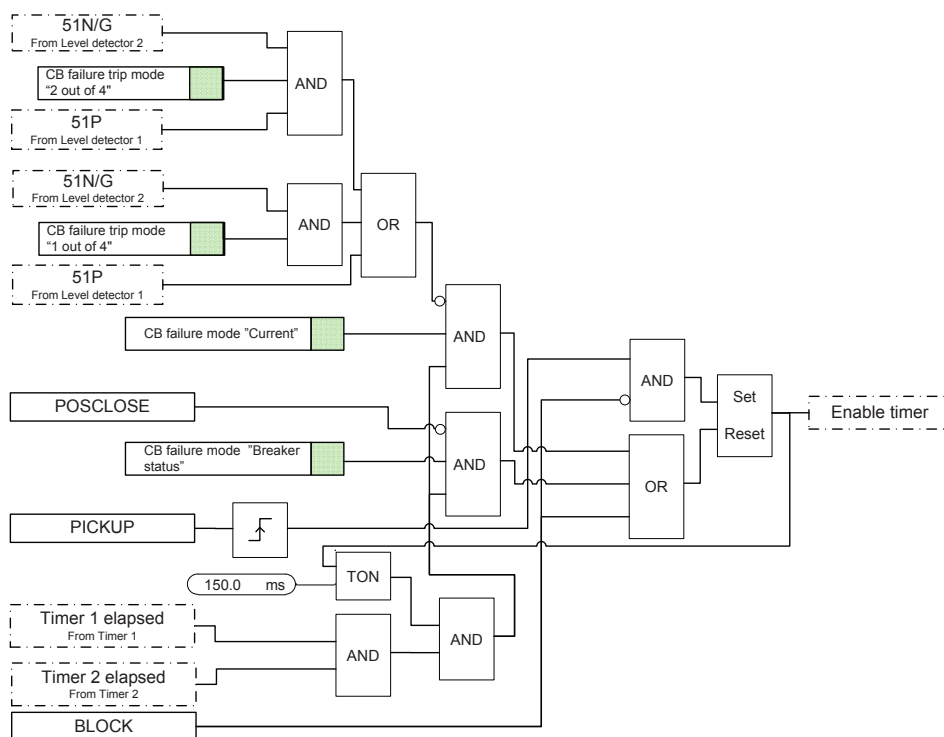 51N/G
From Level detector 2
CB failure trip mode
“2 out of 4"
AND
51P
From Level detector 1
51N/G
From Level detector 2
CB failure trip mode
“1 out of 4"
AND
OR
51P
From Level detector 1
CB failure mode ”Current”
AND
AND
Set
Reset
Enable timer
POSCLOSE
CB failure mode ”Breaker
status”
AND
OR
PICKUP
150.0 ms
TON
Timer 1 elapsed
From Timer 1
AND
AND
Timer 2 elapsed
From Timer 2
BLOCK